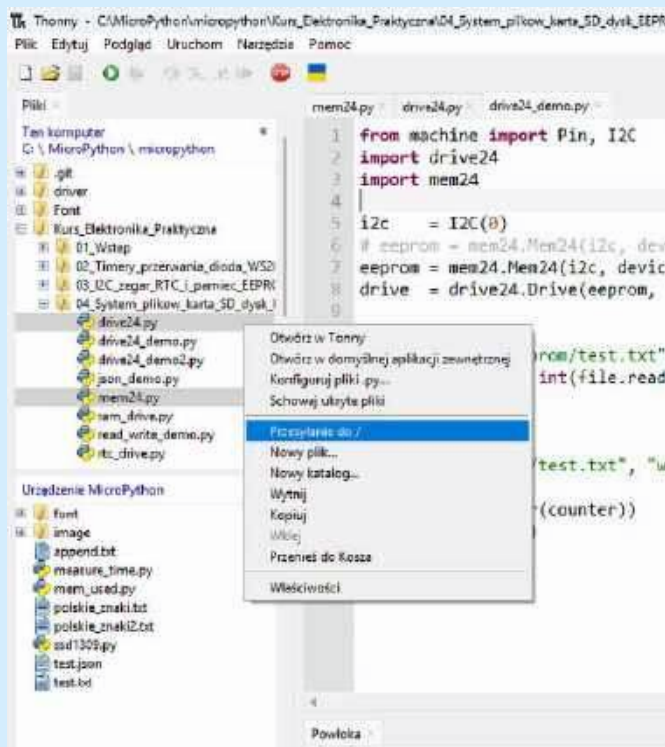 Thonny - C:\MicroPython\micropython\Kurs_Elektronika_Praktyczna\04_System_plikow_karta_SD_dysk_EEPR
Plik Edytuj Podgląd Uruchom Narzędzia Pomoc
Pliki
Ten komputer
C: \ MicroPython \ micropython
.git
driver
Font
Kurs_Elektronika_Praktyczna
01_Wstep
02_Timery_przerwania_dioda_WS2
03_I2C_zegar_RTC_i_pamiec_EEPR
04_System_plikow_karta_SD_dysk_
drive24.py
drive24_demo.py
drive24_demo2.py
json_demo.py
mem24.py
ram_drive.py
read_write_demo.py
rtc_drive.py
Urządzenie MicroPython
font
image
append.txt
measure_time.py
mem_used.py
polskie_znaki.txt
polskie_znaki2.txt
ssd1309.py
test.json
test.txt
mem24.py drive24.py drive24_demo.py
1 from machine import Pin, I2C
2 import drive24
3 import mem24
4
5 i2c = I2C(0)
6 # eeprom = mem24.Mem24(i2c, dev
7 eeprom = mem24.Mem24(i2c, devic
8 drive = drive24.Drive(eeprom,
9
rom/test.txt"
int(file.read
/test.txt", "w
r(counter))
)
Otwórz w Tonny
Otwórz w domyślnej aplikacji zewnętrznej
Konfiguruj pliki .py...
Schowaj ukryte pliki
Przesyłanie do /
Nowy plik...
Nowy katalog...
Wytnij
Kopiuj
Wklej
Przenieś do Kosza
Właściwości
Powłoka